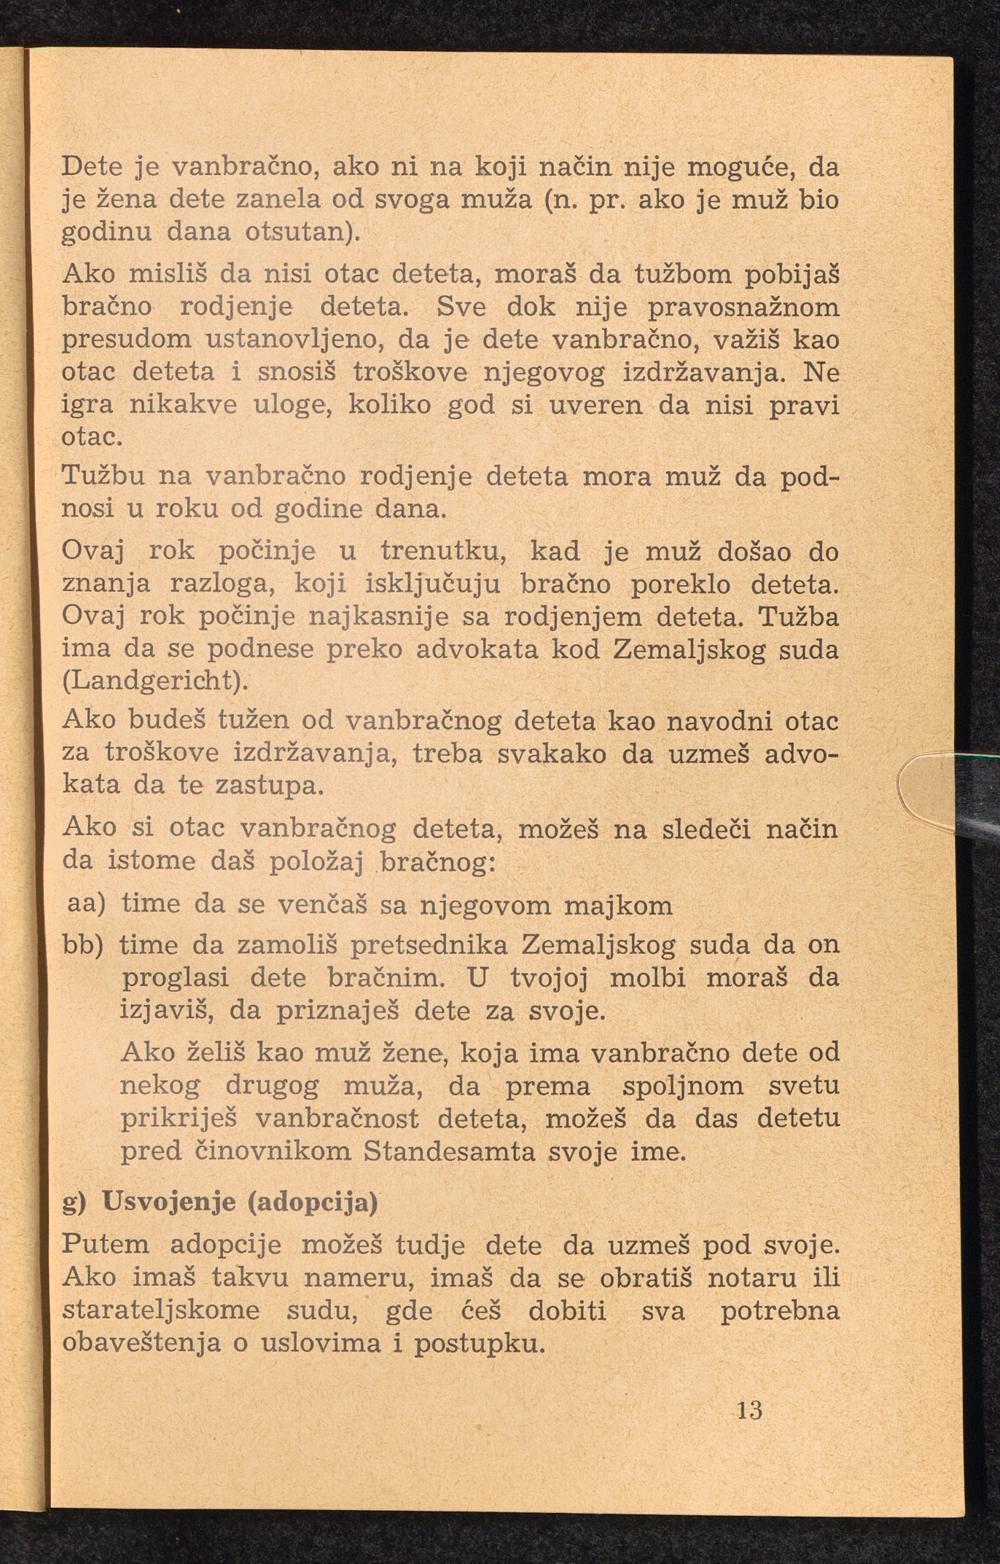 Dete je vanbračno, ako ni na koji način nije moguće, da
je žena dete zanela od svoga muža (n. pr. ako je muž bio
godinu dana otsutan).
Ako misliš da nisi otac deteta, moraš da tužbom pobijaš
bračno rodjenje deteta. Sve dok nije pravosnažnom
presudom ustanovljeno, da je dete vanbračno, važiš kao
otac deteta i snosiš troškove njegovog izdržavanja. Ne
igra nikakve uloge, koliko god si uveren da nisi pravi
otac.
Tužbu na vanbračno rodjenje deteta mora muž da pod-
nosi u roku od godine dana.
Ovaj rok počinje u trenutku, kad je muž došao do
znanja razloga, koji isključuju bračno poreklo deteta.
Ovaj rok počinje najkasnije sa rodjenjem deteta. Tužba
ima da se podnese preko advokata kod Zemaljskog suda
(Landgericht).
Ako budeš tužen od vanbračnog deteta kao navodni otac
za troškove izdržavanja, treba svakako da uzmeš advo-
kata da te zastupa.
Ako si otac vanbračnog deteta, možeš na sledeči način
da istome daš položaj bračnog:
aa) time da se venčaš sa njegovom majkom
bb) time da zamoliš pretsednika Zemaljskog suda da on
proglasi dete bračnim. U tvojoj molbi moraš da
izjaviš, da priznaješ dete za svoje.
Ako želiš kao muž žene, koja ima vanbračno dete od
nekog drugog muža, da prema spoljnom svetu
prikriješ vanbračnost deteta, možeš da das detetu
pred činovnikom Standesamta svoje ime.
g) Usvojenje (adopcija)
Putem adopcije možeš tudje dete da uzmeš pod svoje.
Ako imaš takvu nameru, imaš da se obratiš notaru ili
starateljskome sudu, gde ćeš dobiti sva potrebna
obaveštenja o uslovima i postupku.
13